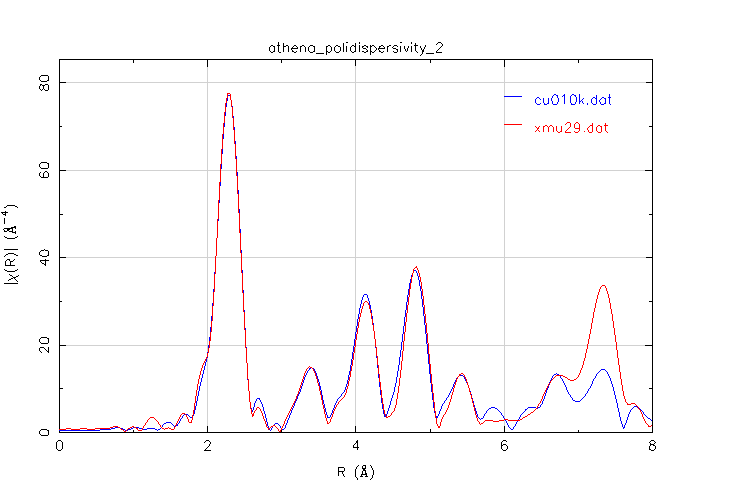 athena_polidispersivity_2
80
60
40
20
0
|χ(R)| (Å⁻⁴)
cu010k.dat
xmu29.dat
0 2 4 6 8
R (Å)